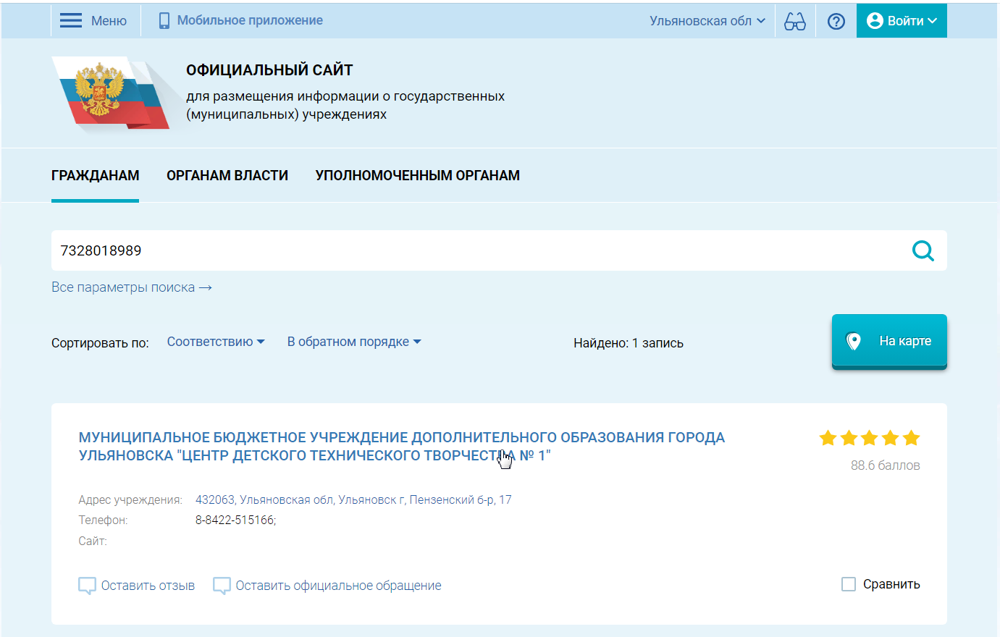 Меню
Мобильное приложение
Ульяновская обл
Войти
ОФИЦИАЛЬНЫЙ САЙТ
для размещения информации о государственных
(муниципальных) учреждениях
ГРАЖДАНАМ
ОРГАНАМ ВЛАСТИ
УПОЛНОМОЧЕННЫМ ОРГАНАМ
7328018989
Все параметры поиска →
Сортировать по:
Соответствию
В обратном порядке
Найдено: 1 запись
На карте
МУНИЦИПАЛЬНОЕ БЮДЖЕТНОЕ УЧРЕЖДЕНИЕ ДОПОЛНИТЕЛЬНОГО ОБРАЗОВАНИЯ ГОРОДА
УЛЬЯНОВСКА "ЦЕНТР ДЕТСКОГО ТЕХНИЧЕСКОГО ТВОРЧЕСТВА № 1"
88.6 баллов
Адрес учреждения: 432063, Ульяновская обл, Ульяновск г, Пензенский б-р, 17
Телефон: 8-8422-515166;
Сайт:
Оставить отзыв
Оставить официальное обращение
Сравнить